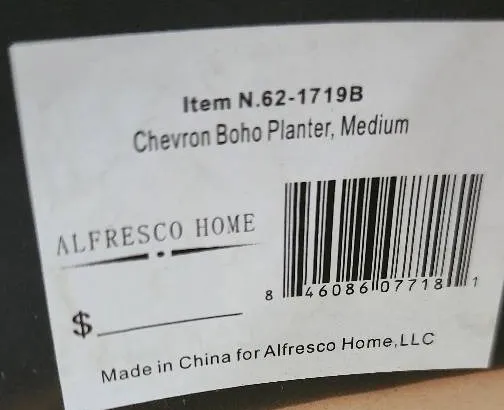 Item N.62-1719B
Chevron Boho Planter, Medium
ALFRESCO HOME
8 46086 07718 1
$
Made in China for Alfresco Home,LLC